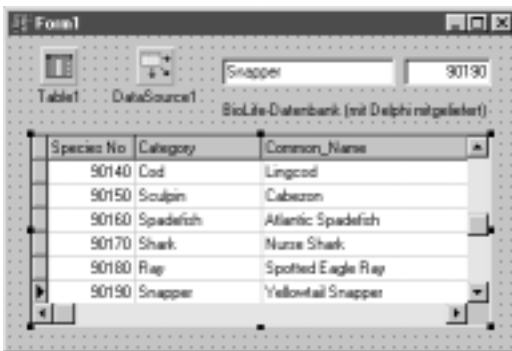 Form1
Snapper 90190
Table1 DataSource1
BioLife-Datenbank (mit Delphi mitgeliefert)
Species No Category Common_Name
90140 Cod Lingcod
90150 Sculpin Cabezon
90160 Spadefish Atlantic Spadefish
90170 Shark Nurse Shark
90180 Ray Spotted Eagle Ray
90190 Snapper Yellowtail Snapper